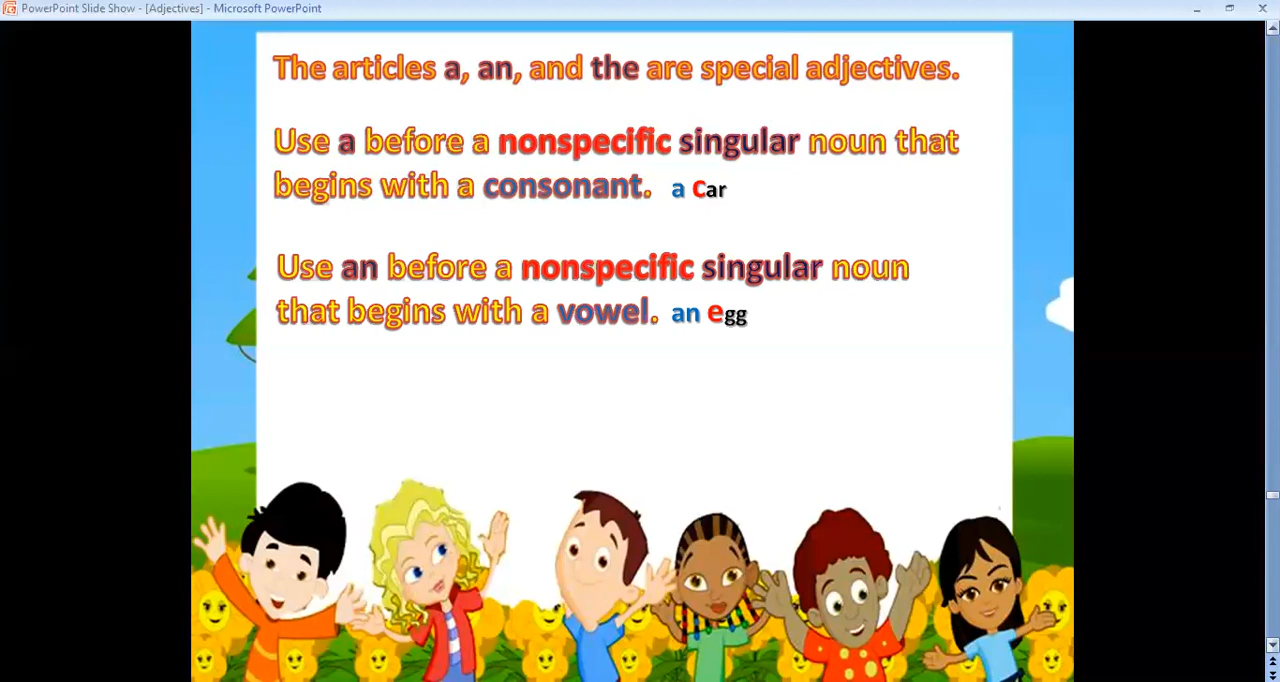 PowerPoint Slide Show - [Adjectives] - Microsoft PowerPoint
The articles a, an, and the are special adjectives.
Use a before a nonspecific singular noun that
begins with a consonant. a car
Use an before a nonspecific singular noun
that begins with a vowel. an egg